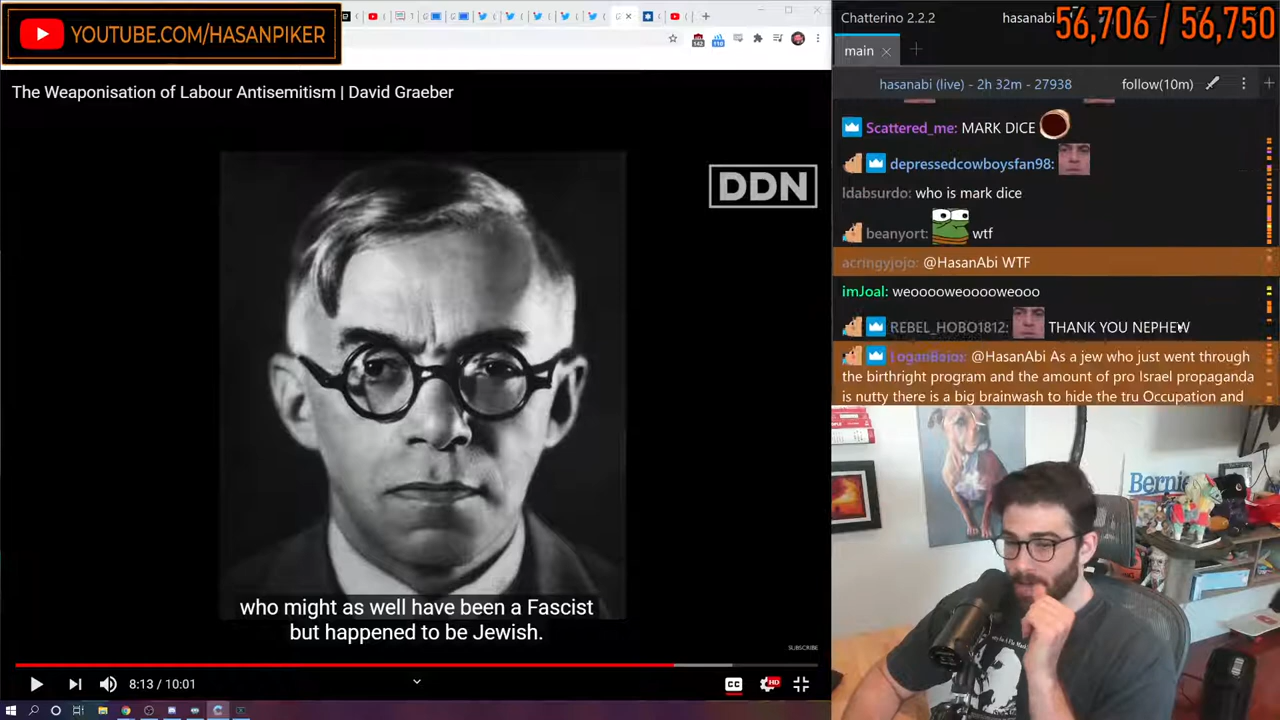 YOUTUBE.COM/HASANPIKER
The Weaponisation of Labour Antisemitism | David Graeber
DDN
who might as well have been a Fascist
but happened to be Jewish.
SUBSCRIBE
8:13 / 10:01
CC
HD
Chatterino 2.2.2
hasanabi
56,706 / 56,750
main
hasanabi (live) - 2h 32m - 27938
follow(10m)
Scattered_me: MARK DICE
depressedcowboysfan98:
ldabsurdo: who is mark dice
beanyort: wtf
acringyjojo: @HasanAbi WTF
imJoal: weoooweoooweooo
REBEL_HOBO1812: THANK YOU NEPHEW
@HasanAbi As a jew who just went through
the birthright program and the amount of pro Israel propaganda
is nutty there is a big brainwash to hide the tru Occupation and
Bernie